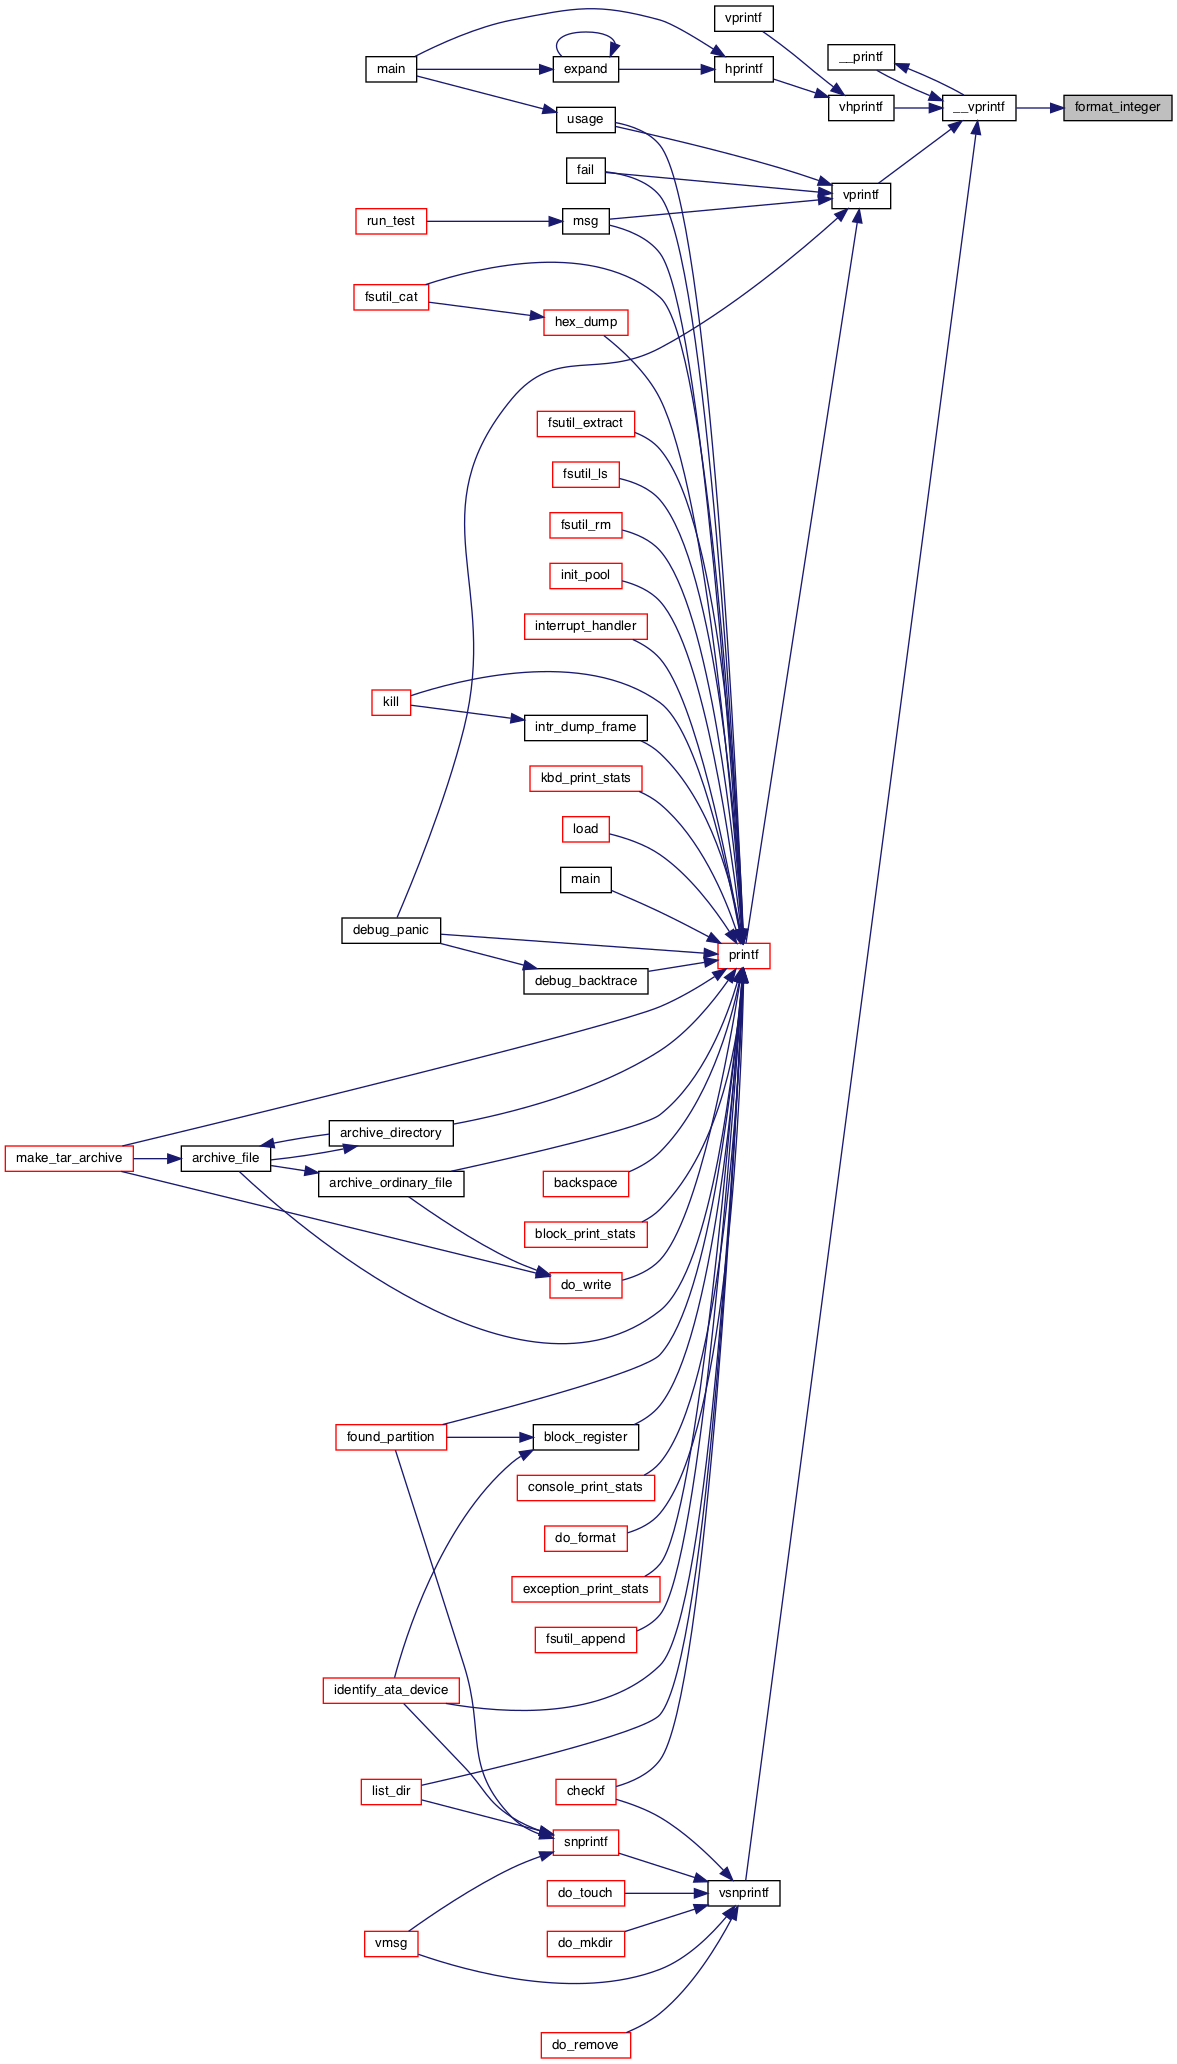 vprintf
__printf
main
expand
hprintf
vhprintf
__vprintf
format_integer
usage
fail
vprintf
run_test
msg
fsutil_cat
hex_dump
fsutil_extract
fsutil_ls
fsutil_rm
init_pool
interrupt_handler
kill
intr_dump_frame
kbd_print_stats
load
main
debug_panic
printf
debug_backtrace
archive_directory
make_tar_archive
archive_file
archive_ordinary_file
backspace
block_print_stats
do_write
found_partition
block_register
console_print_stats
do_format
exception_print_stats
fsutil_append
identify_ata_device
list_dir
checkf
snprintf
do_touch
vsnprintf
vmsg
do_mkdir
do_remove